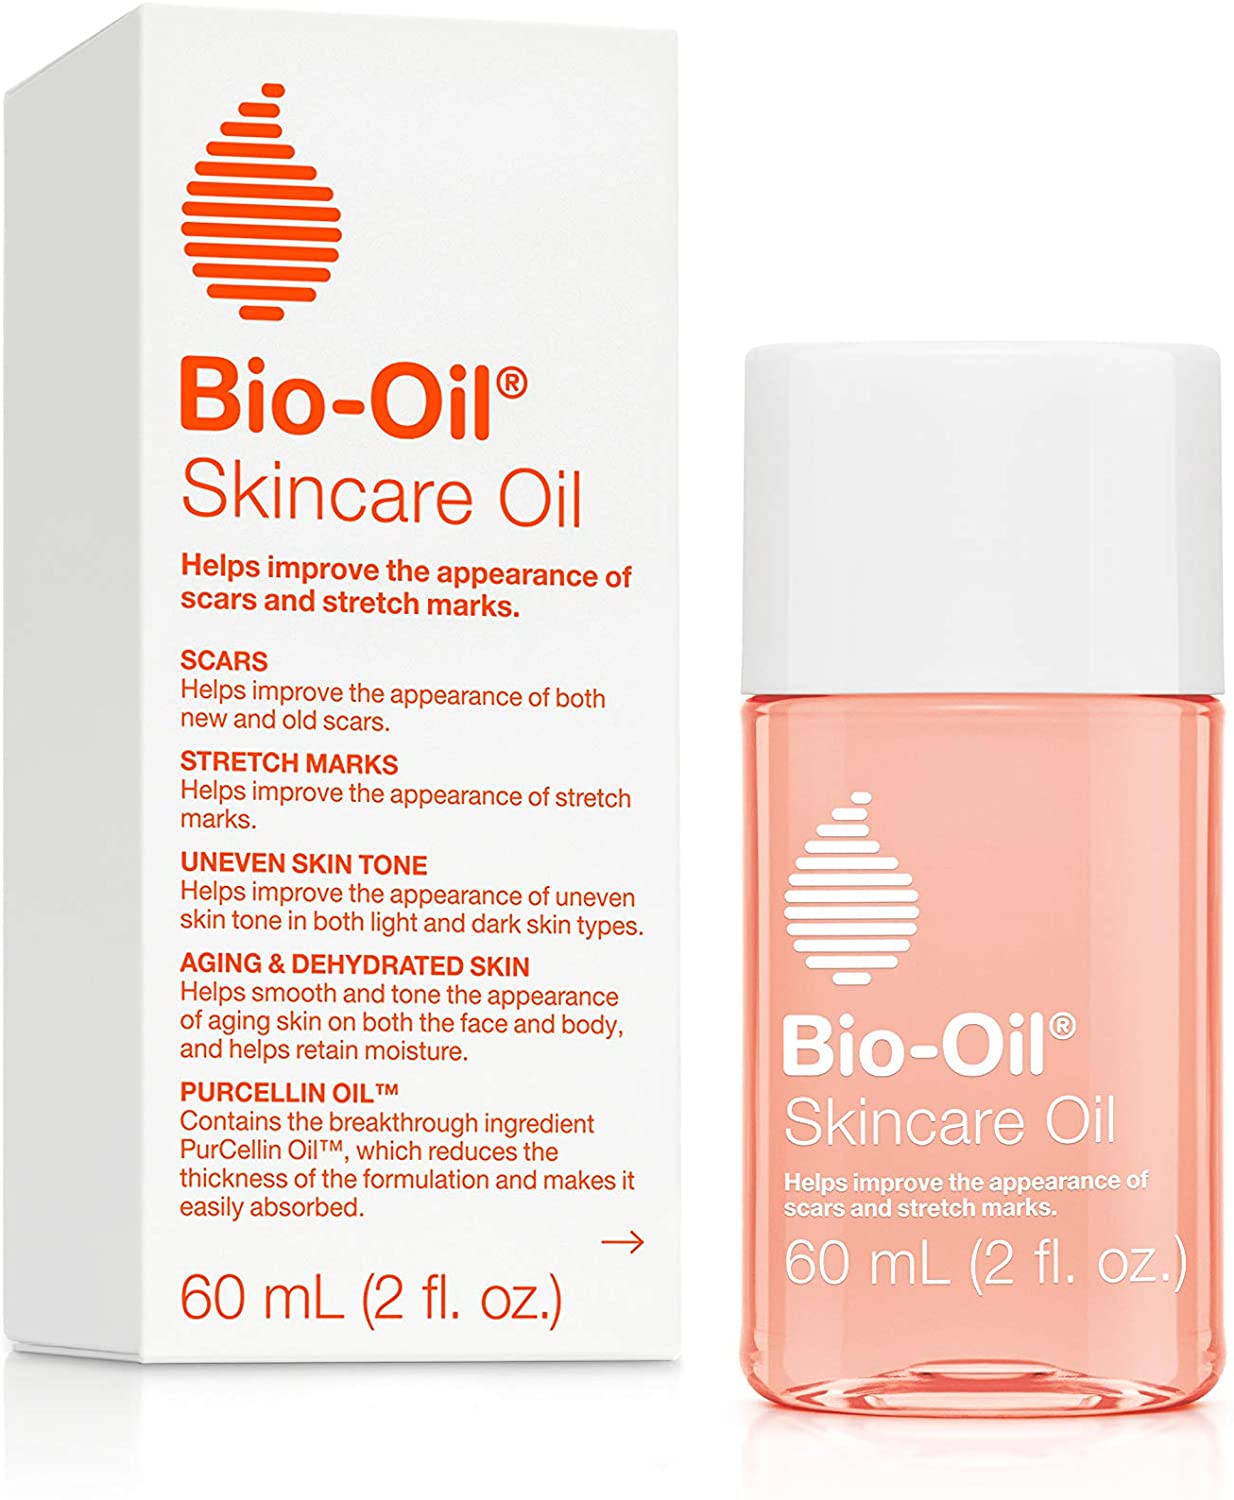 Bio-Oil®
Skincare Oil
Helps improve the appearance of
scars and stretch marks.
SCARS
Helps improve the appearance of both
new and old scars.
STRETCH MARKS
Helps improve the appearance of stretch
marks.
UNEVEN SKIN TONE
Helps improve the appearance of uneven
skin tone in both light and dark skin types.
AGING & DEHYDRATED SKIN
Helps smooth and tone the appearance
of aging skin on both the face and body,
and helps retain moisture.
PURCELLIN OIL™
Contains the breakthrough ingredient
PurCellin Oil™, which reduces the
thickness of the formulation and makes it
easily absorbed.
60 mL (2 fl. oz.)
Bio-Oil®
Skincare Oil
Helps improve the appearance of
scars and stretch marks.
60 mL (2 fl. oz.)